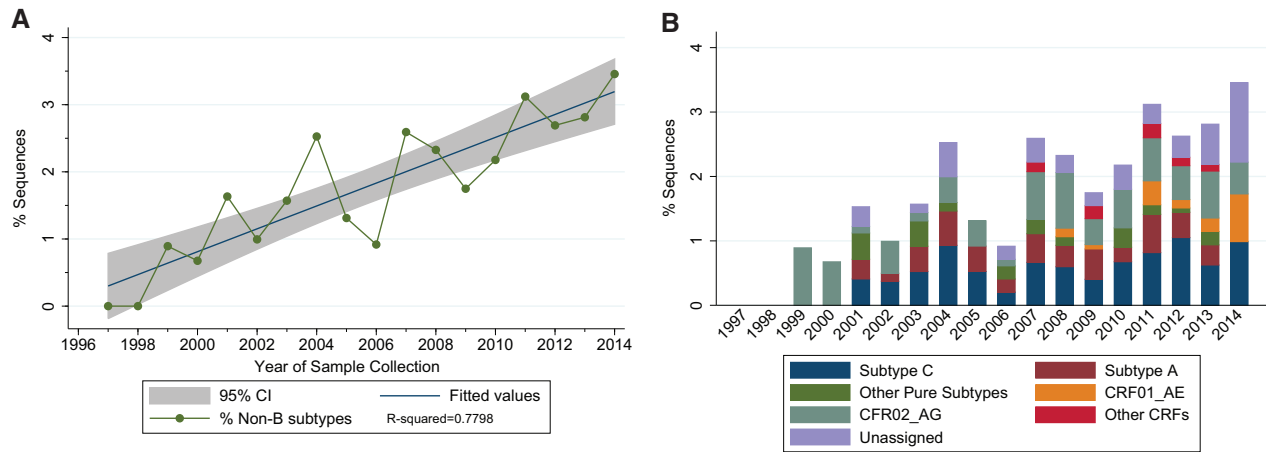 A
% Sequences
4
3
2
1
0
1996 1998 2000 2002 2004 2006 2008 2010 2012 2014
Year of Sample Collection
95% CI Fitted values
% Non-B subtypes R-squared=0.7798
B
% Sequences
4
3
2
1
0
1997 1998 1999 2000 2001 2002 2003 2004 2005 2006 2007 2008 2009 2010 2011 2012 2013 2014
Subtype C Subtype A
Other Pure Subtypes CRF01_AE
CFR02_AG Other CRFs
Unassigned